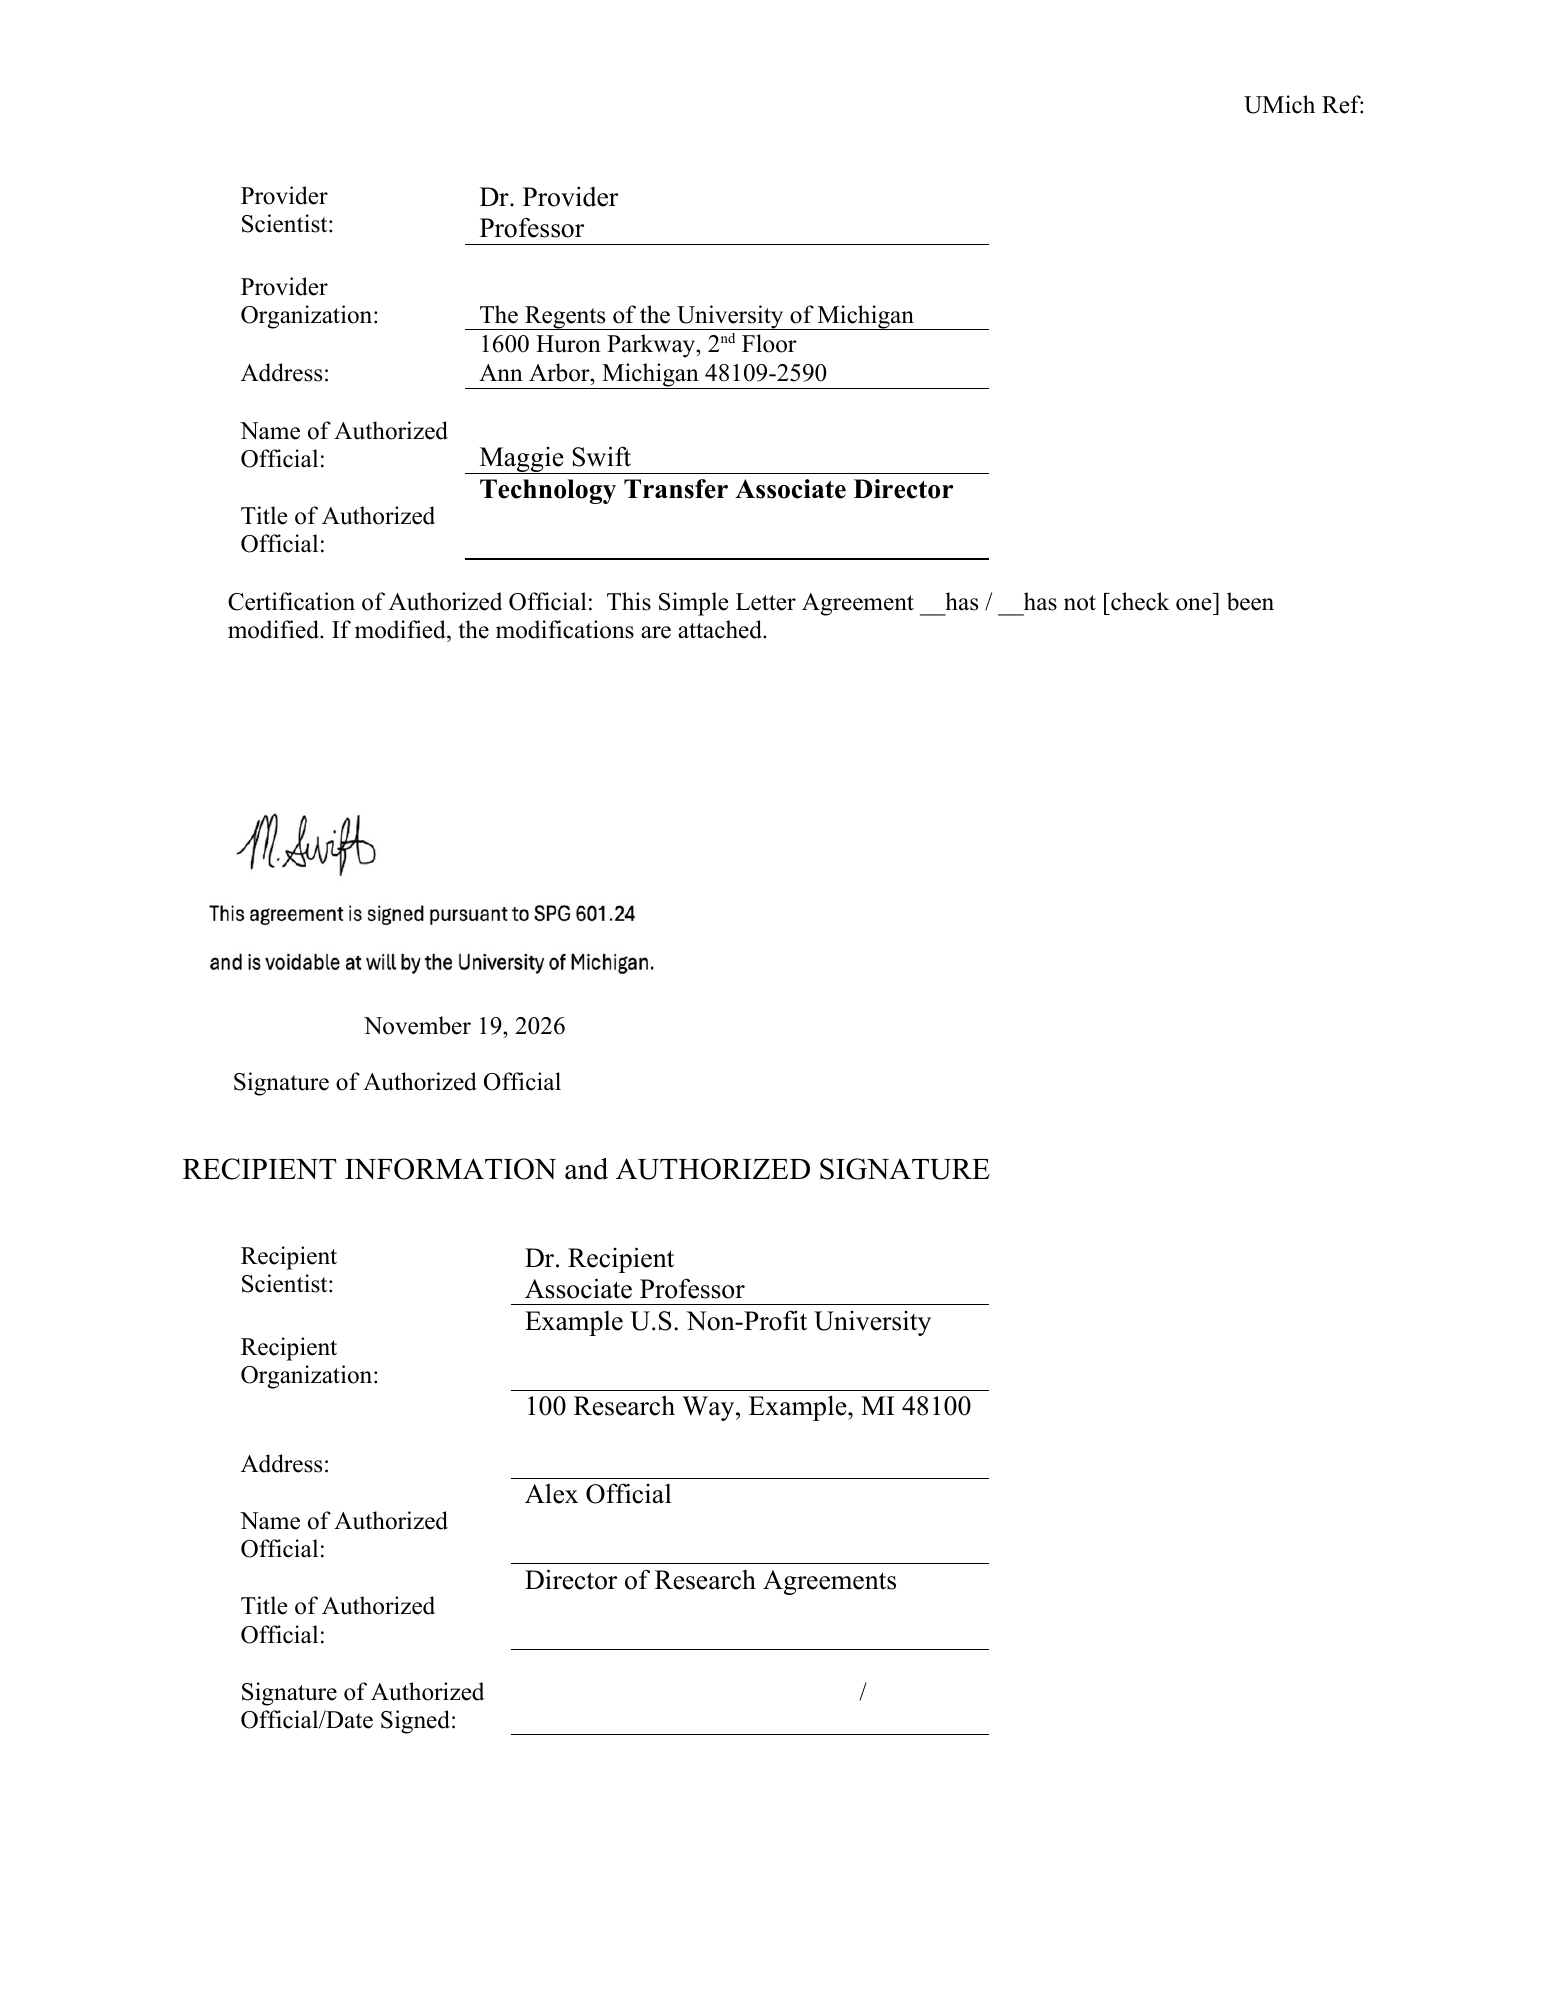 UMich Ref:
Provider
Scientist:
Dr. Provider
Professor
Provider
Organization:
The Regents of the University of Michigan
1600 Huron Parkway, 2nd Floor
Address:
Ann Arbor, Michigan 48109-2590
Name of Authorized
Official:
Maggie Swift
Technology Transfer Associate Director
Title of Authorized
Official:
Certification of Authorized Official:  This Simple Letter Agreement __has / __has not [check one] been
modified. If modified, the modifications are attached.
M. Swift
This agreement is signed pursuant to SPG 601.24
and is voidable at will by the University of Michigan.
November 19, 2026
Signature of Authorized Official
RECIPIENT INFORMATION and AUTHORIZED SIGNATURE
Recipient
Scientist:
Dr. Recipient
Associate Professor
Example U.S. Non-Profit University
Recipient
Organization:
100 Research Way, Example, MI 48100
Address:
Alex Official
Name of Authorized
Official:
Director of Research Agreements
Title of Authorized
Official:
Signature of Authorized /
Official/Date Signed: